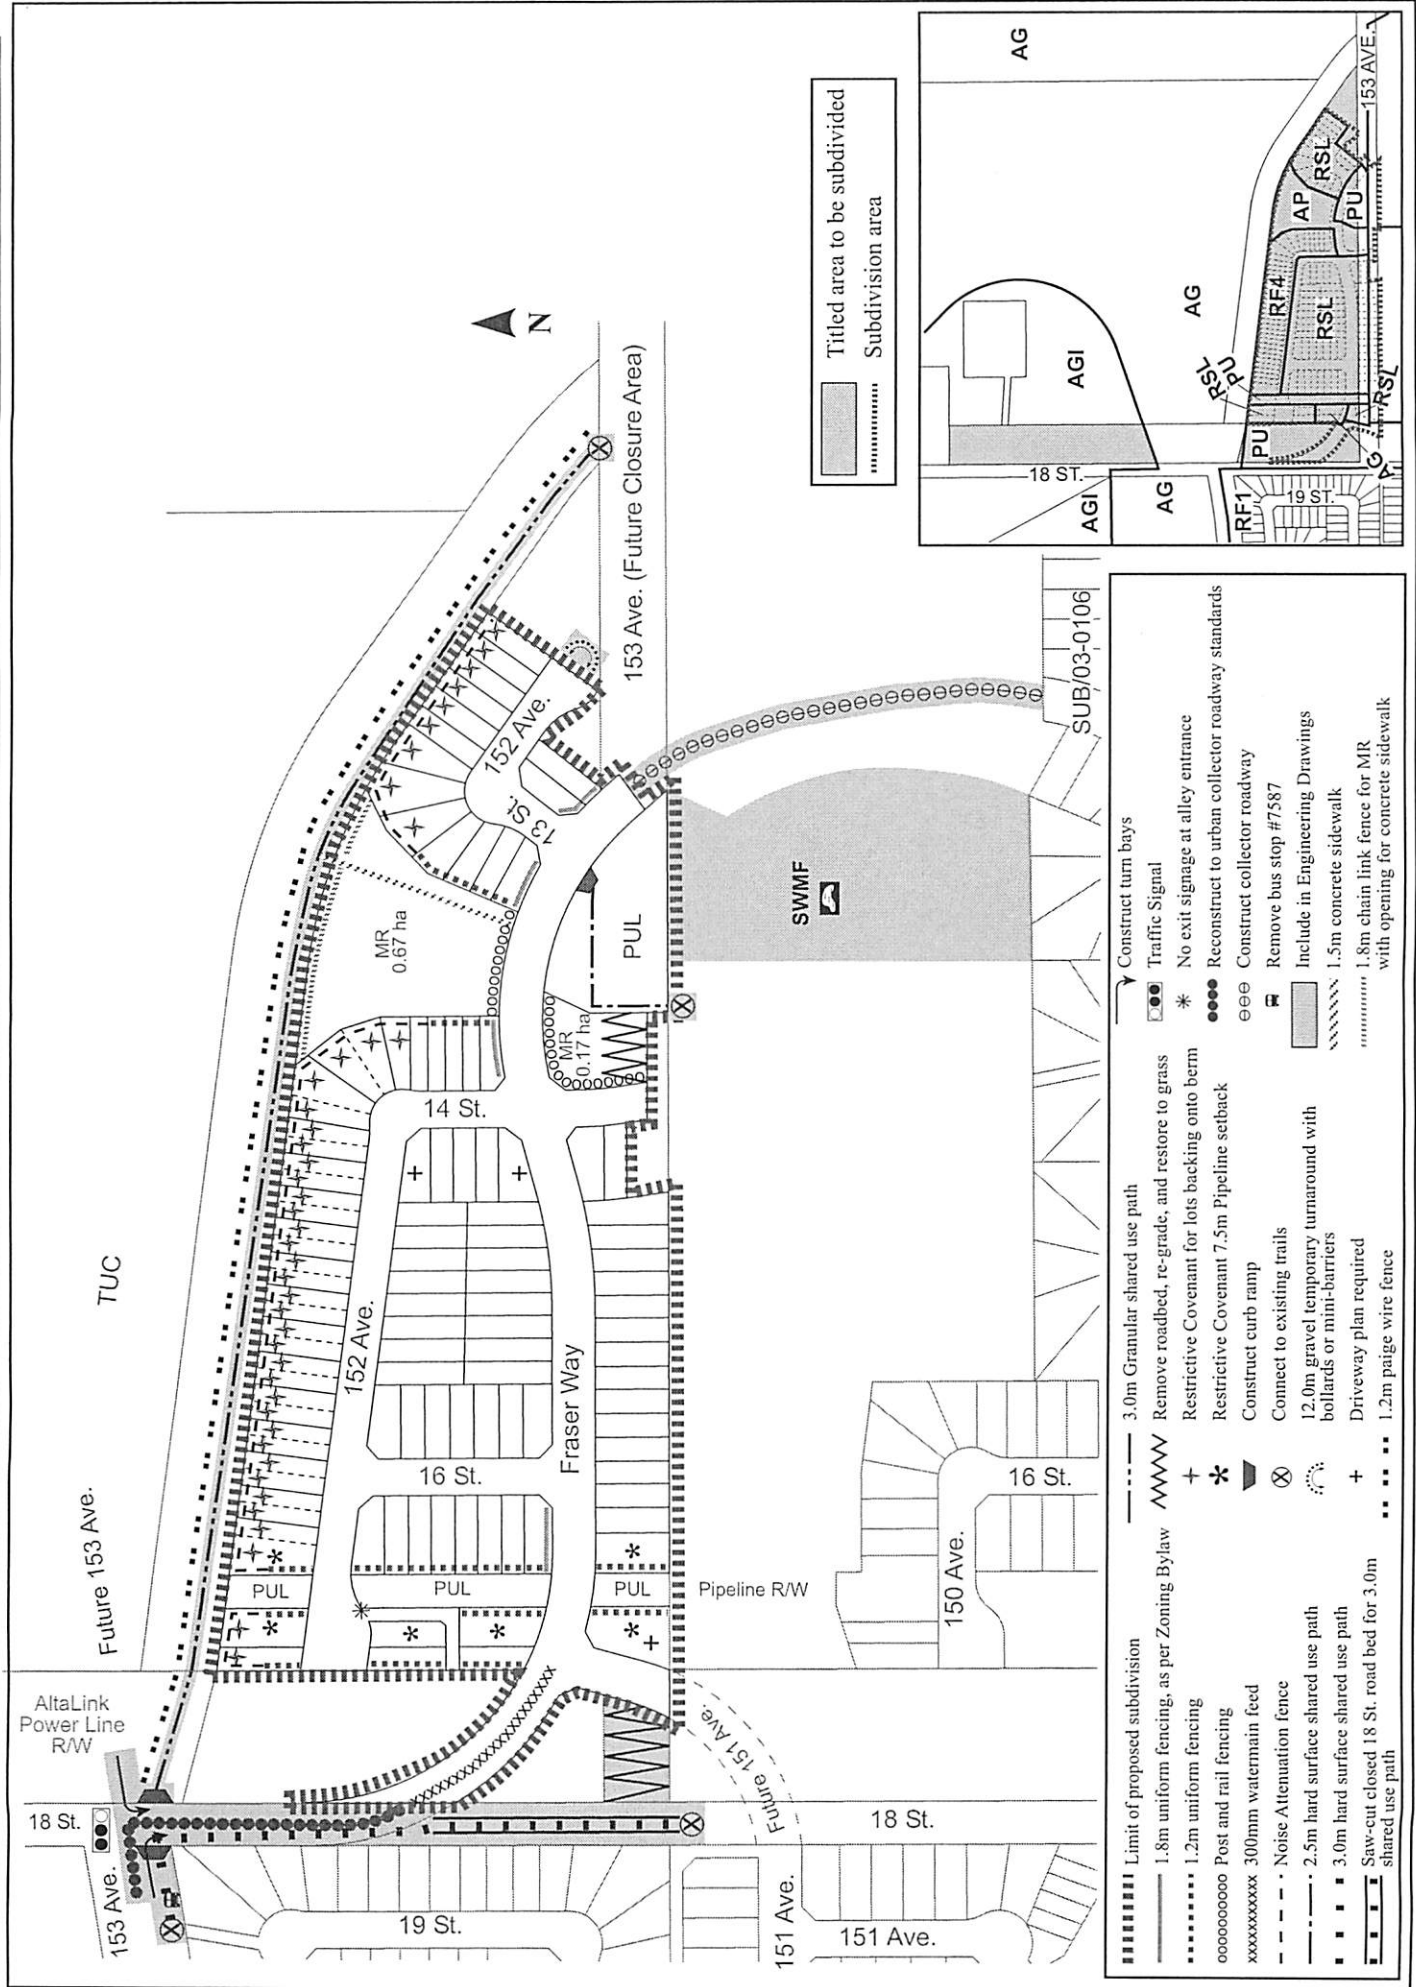 TUC
Future 153 Ave.
AltaLink
Power Line
R/W
18 St.
153 Ave.
19 St.
151 Ave.
151 Ave.
18 St.
Future 151 Ave.
Pipeline R/W
PUL
PUL
PUL
152 Ave.
Fraser Way
16 St.
14 St.
MR
0.67 ha
MR
0.17 ha
PUL
13 St.
152 Ave.
153 Ave. (Future Closure Area)
N
SWMF
SUB/03-0106
150 Ave.
16 St.
Titled area to be subdivided
Subdivision area
AG
AGI
AG
AGI
AG
18 ST.
19 ST.
RF1
PU
RSL
PU
RF4
RSL
AP
RSL
PU
AG
RSL
153 AVE.
Limit of proposed subdivision
1.8m uniform fencing, as per Zoning Bylaw
1.2m uniform fencing
Post and rail fencing
300mm watermain feed
Noise Attenuation fence
2.5m hard surface shared use path
3.0m hard surface shared use path
Saw-cut closed 18 St. road bed for 3.0m
shared use path
3.0m Granular shared use path
Remove roadbed, re-grade, and restore to grass
Restrictive Covenant for lots backing onto berm
Restrictive Covenant 7.5m Pipeline setback
Construct curb ramp
Connect to existing trails
12.0m gravel temporary turnaround with
bollards or mini-barriers
Driveway plan required
1.2m paige wire fence
Construct turn bays
Traffic Signal
No exit signage at alley entrance
Reconstruct to urban collector roadway standards
Construct collector roadway
Remove bus stop #7587
Include in Engineering Drawings
1.5m concrete sidewalk
1.8m chain link fence for MR
with opening for concrete sidewalk